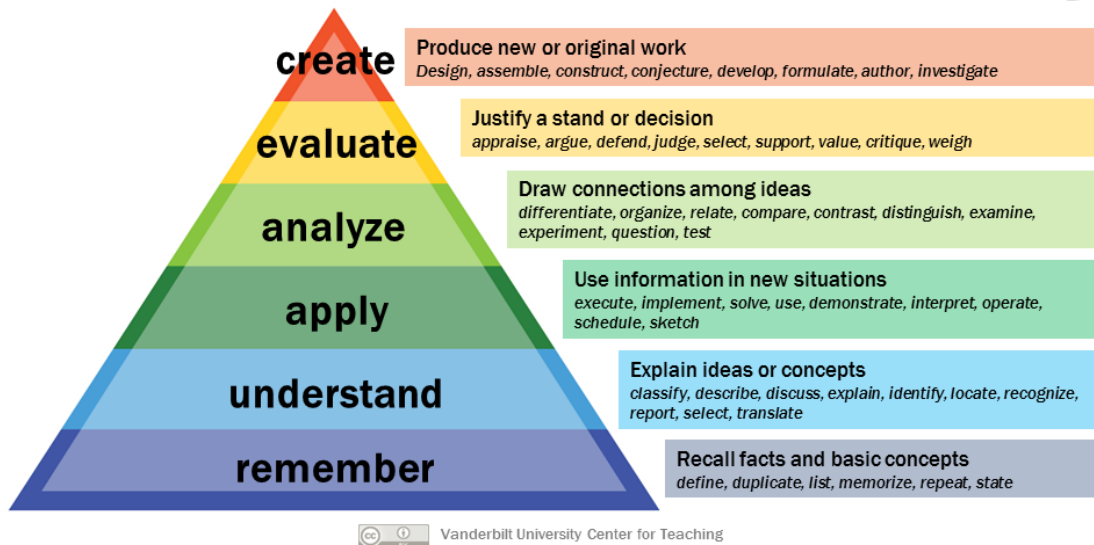 create
Produce new or original work
Design, assemble, construct, conjecture, develop, formulate, author, investigate
evaluate
Justify a stand or decision
appraise, argue, defend, judge, select, support, value, critique, weigh
analyze
Draw connections among ideas
differentiate, organize, relate, compare, contrast, distinguish, examine,
experiment, question, test
apply
Use information in new situations
execute, implement, solve, use, demonstrate, interpret, operate,
schedule, sketch
understand
Explain ideas or concepts
classify, describe, discuss, explain, identify, locate, recognize,
report, select, translate
remember
Recall facts and basic concepts
define, duplicate, list, memorize, repeat, state
cc
Vanderbilt University Center for Teaching